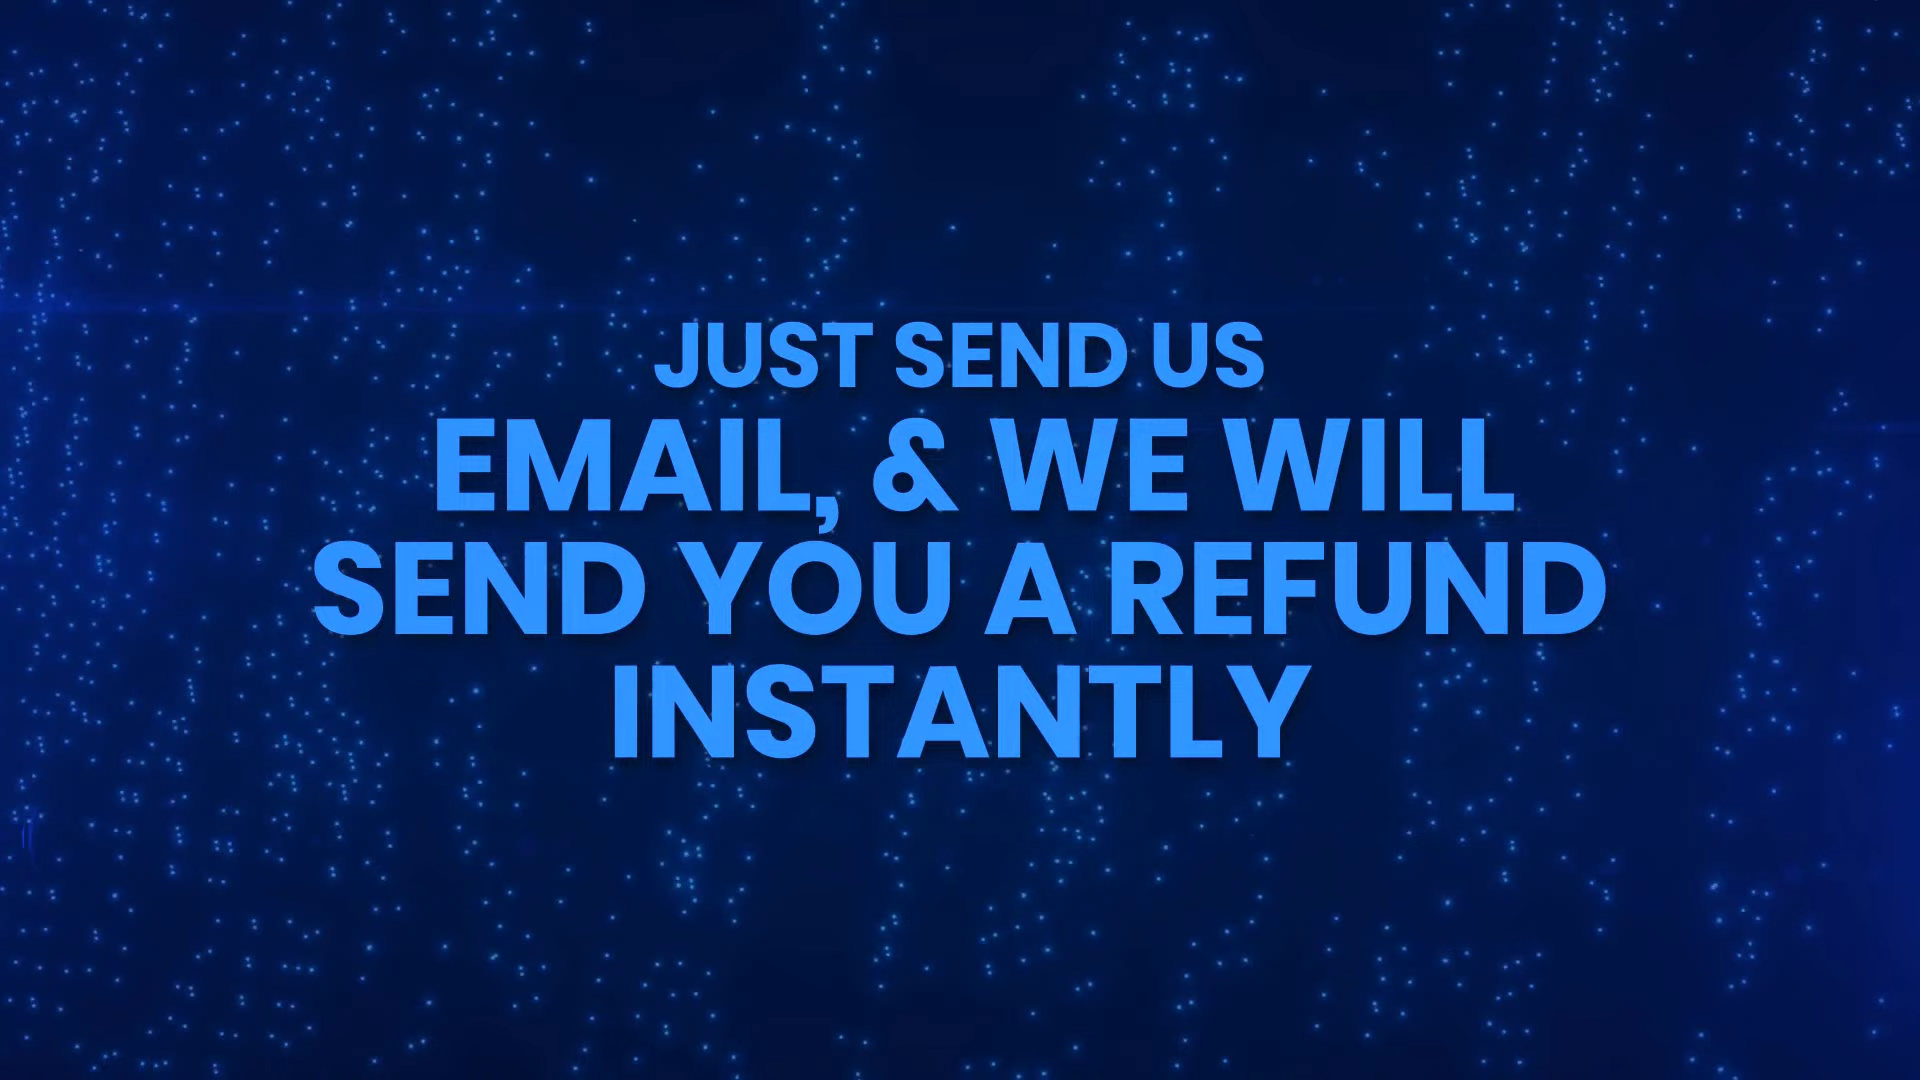 JUST SEND US
EMAIL, & WE WILL
SEND YOU A REFUND
INSTANTLY